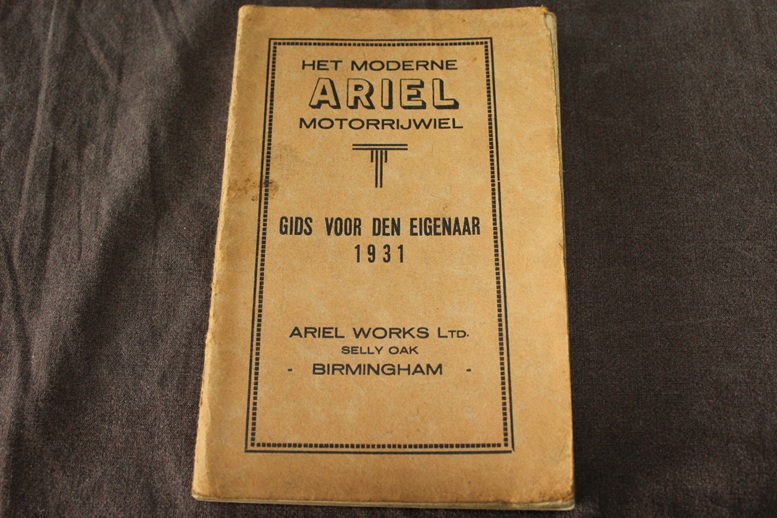 HET MODERNE
ARIEL
MOTORRIJWIEL
GIDS VOOR DEN EIGENAAR
1931
ARIEL WORKS LTD.
SELLY OAK
- BIRMINGHAM -